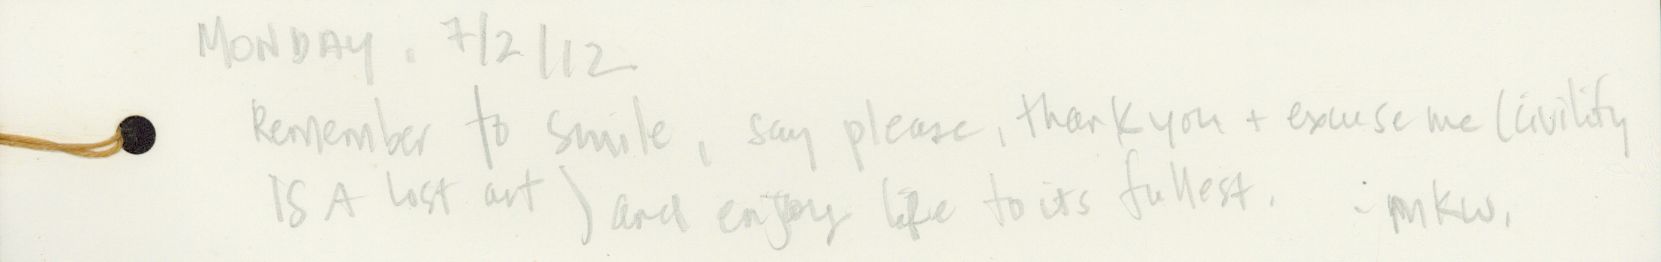 MONDAY. 7/2/12
Remember to smile, say please, thank you + excuse me (civility
IS A lost art) and enjoy life to its fullest. - mkw.